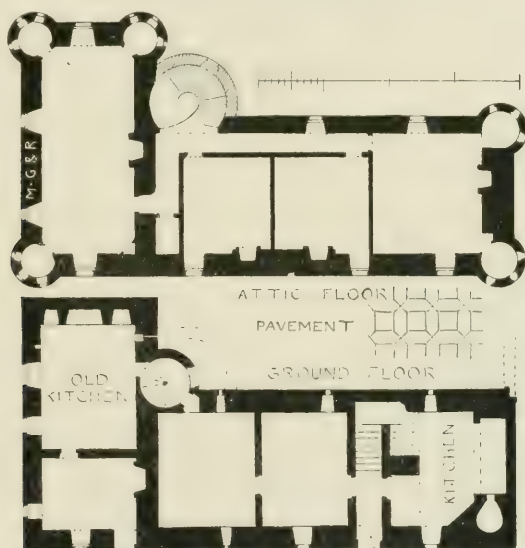 M·G&R
ATTIC FLOOR
PAVEMENT
GROUND FLOOR
OLD
KITCHEN
KITCHEN